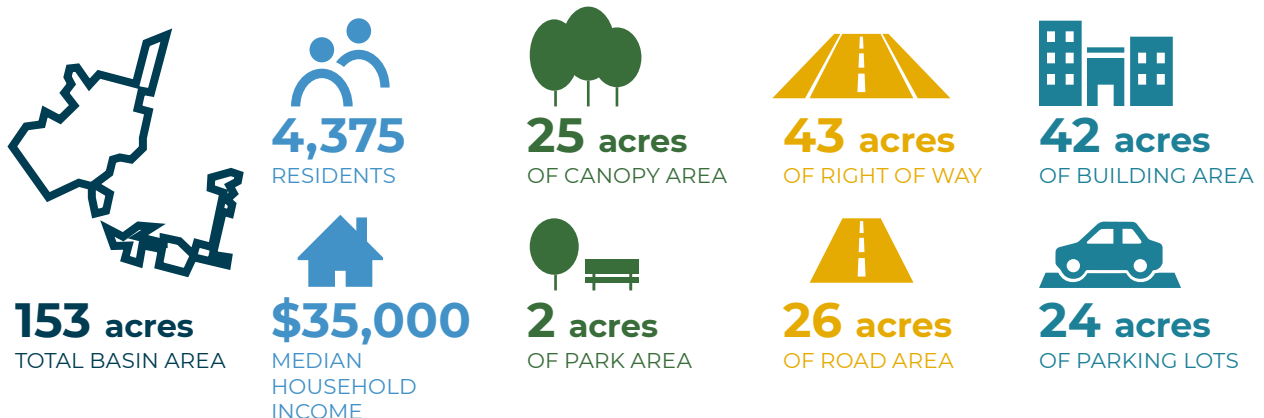 4,375
RESIDENTS
25 acres
OF CANOPY AREA
43 acres
OF RIGHT OF WAY
42 acres
OF BUILDING AREA
153 acres
TOTAL BASIN AREA
$35,000
MEDIAN
HOUSEHOLD
INCOME
2 acres
OF PARK AREA
26 acres
OF ROAD AREA
24 acres
OF PARKING LOTS